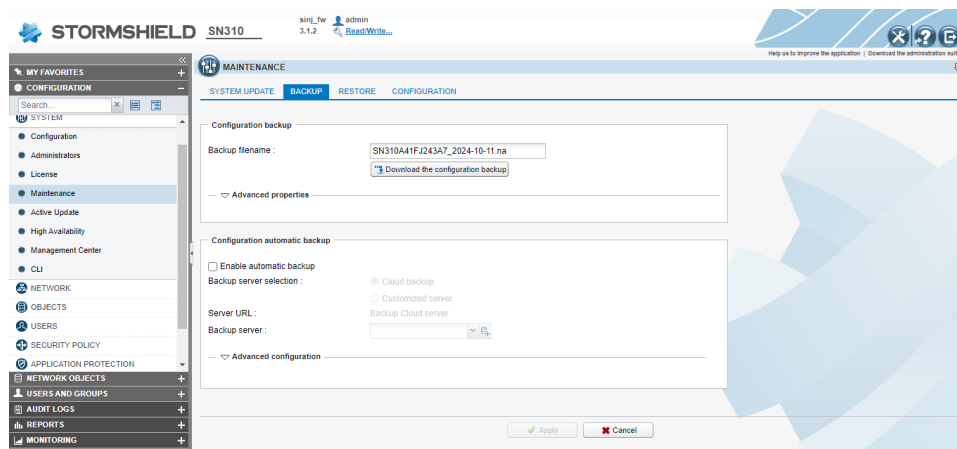 STORMSHIELD SN310
sinj_fw admin
3.1.2 Read/Write...
Help us to improve the application | Download the administration
MY FAVORITES
CONFIGURATION
Search...
SYSTEM
Configuration
Administrators
License
Maintenance
Active Update
High Availability
Management Center
CLI
NETWORK
OBJECTS
USERS
SECURITY POLICY
APPLICATION PROTECTION
NETWORK OBJECTS
USERS AND GROUPS
AUDIT LOGS
REPORTS
MONITORING
MAINTENANCE
SYSTEM UPDATE BACKUP RESTORE CONFIGURATION
Configuration backup
Backup filename : SN310A41FJ243A7_2024-10-11.na
Download the configuration backup
Advanced properties
Configuration automatic backup
Enable automatic backup
Backup server selection : Cloud backup
Customized server
Server URL : Backup Cloud server
Backup server :
Advanced configuration
Apply Cancel